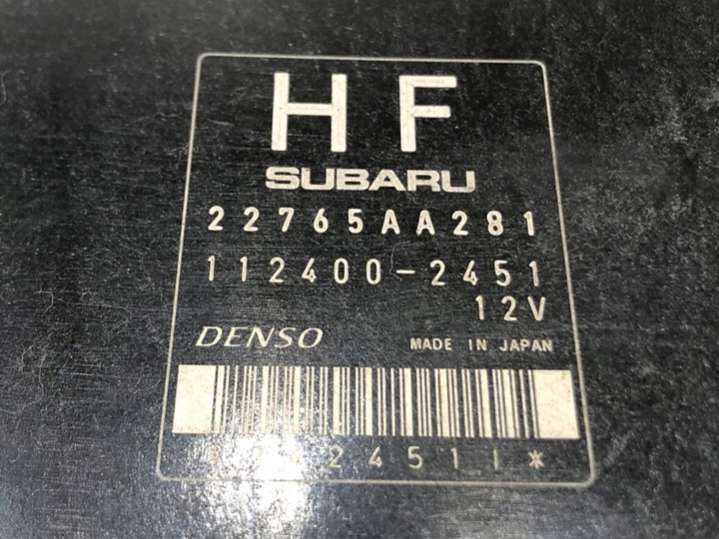 HF
SUBARU
22765AA281
112400-2451
12V
DENSO MADE IN JAPAN